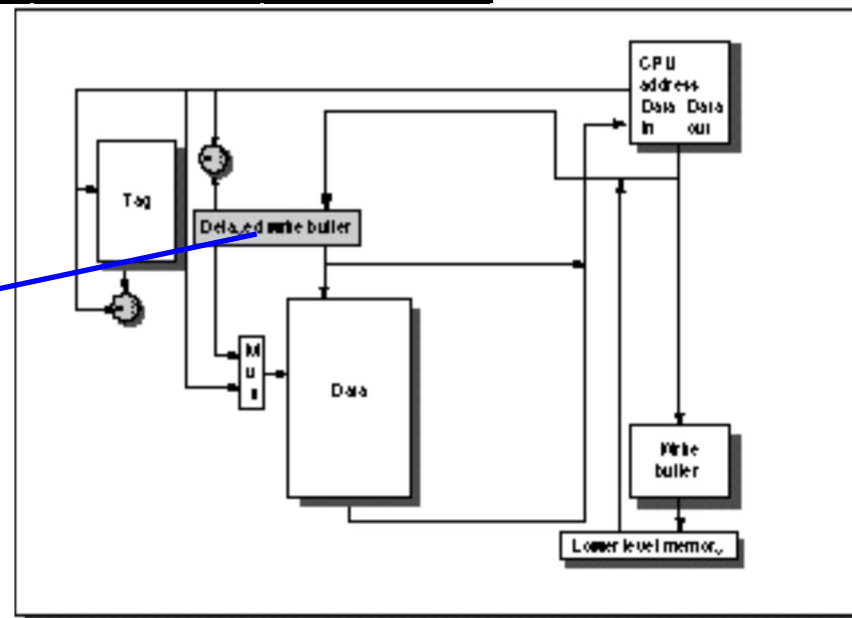 CPU
address
Data Data
in out
Tag
Delayed write buffer
M
u
x
Data
Write
buffer
Lower level memory